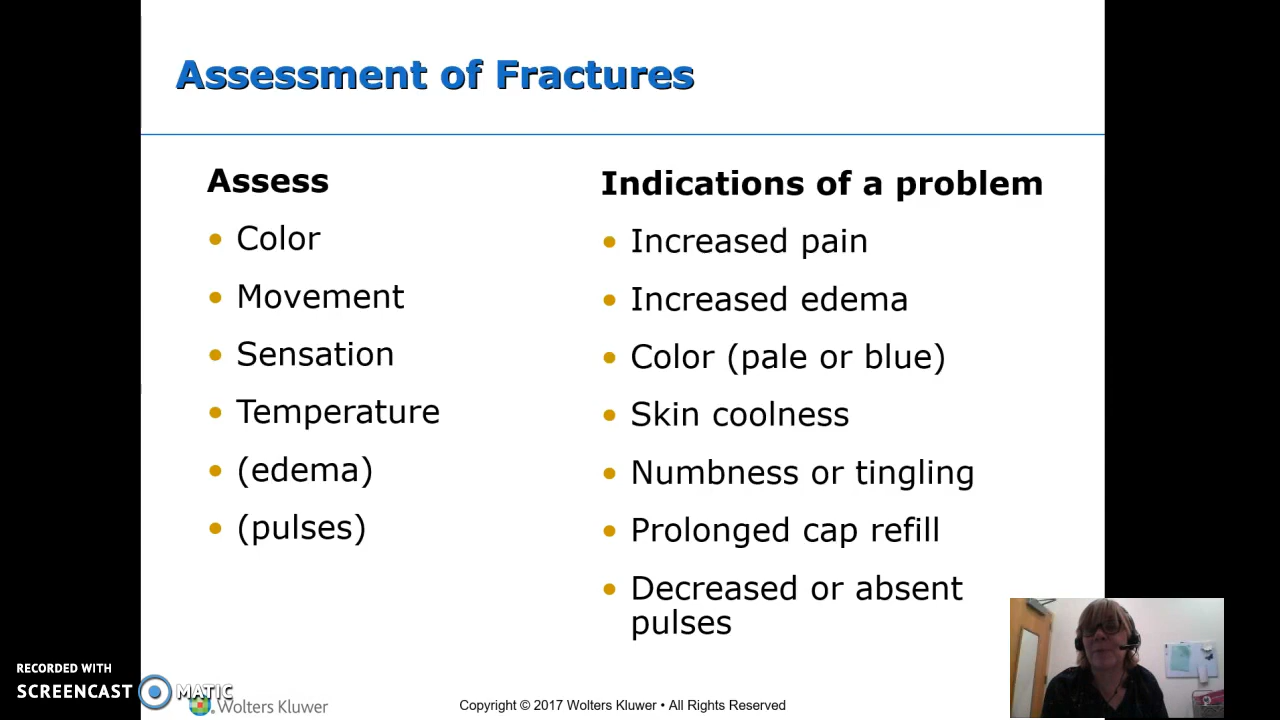 Assessment of Fractures
Assess
Color
Movement
Sensation
Temperature
(edema)
(pulses)
Indications of a problem
Increased pain
Increased edema
Color (pale or blue)
Skin coolness
Numbness or tingling
Prolonged cap refill
Decreased or absent
pulses
RECORDED WITH
SCREENCAST MATIC
Wolters Kluwer
Copyright © 2017 Wolters Kluwer • All Rights Reserved